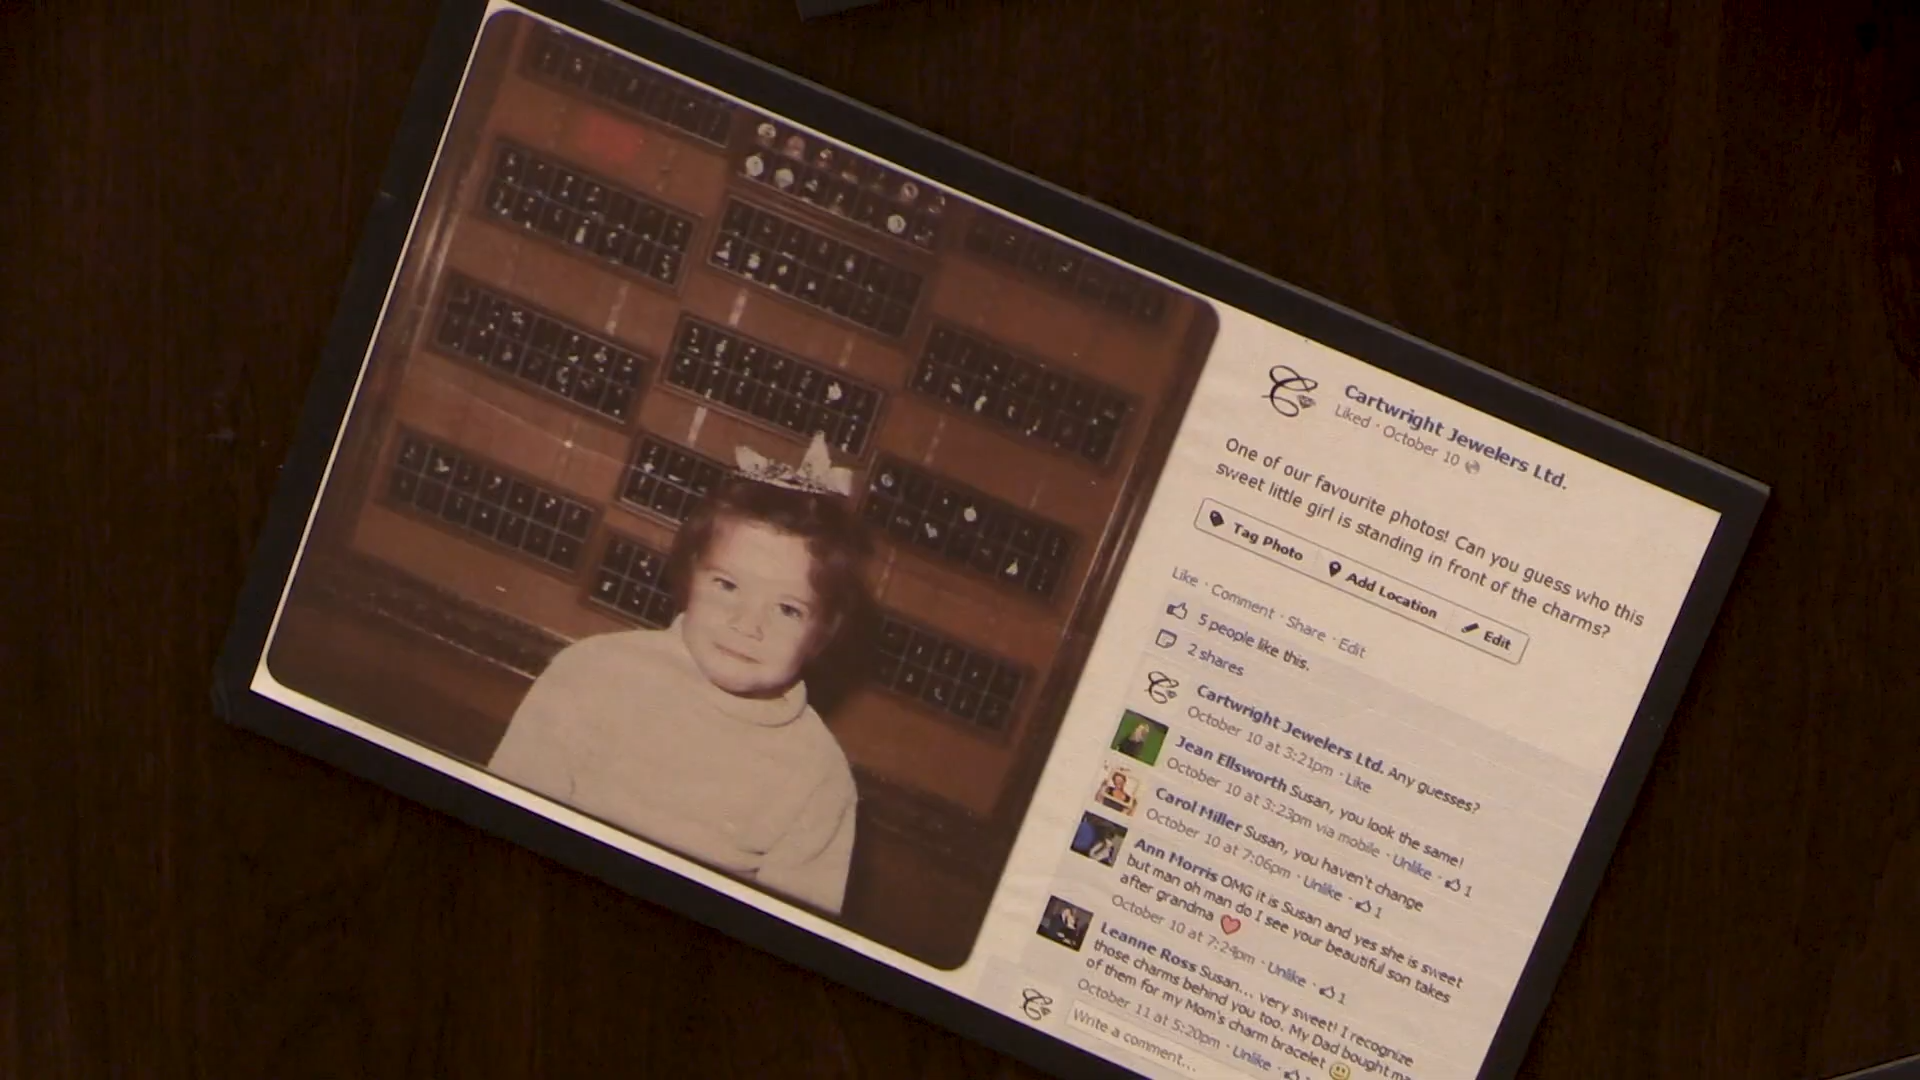 Cartwright Jewelers Ltd.
Liked · October 10
One of our favourite photos! Can you guess who this
sweet little girl is standing in front of the charms?
Tag Photo
Add Location
Edit
Like · Comment · Share · Edit
5 people like this.
2 shares
Cartwright Jewelers Ltd. Any guesses?
October 10 at 3:21pm · Like
Jean Ellsworth Susan, you look the same!
October 10 at 3:23pm via mobile · Unlike · 1
Carol Miller Susan, you haven't change
October 10 at 7:06pm · Unlike · 1
Ann Morris OMG it is Susan and yes she is sweet
but man oh man do I see your beautiful son takes
after grandma ❤
October 10 at 7:24pm · Unlike · 1
Leanne Ross Susan... very sweet! I recognize
those charms behind you too. My Dad bought
of them for my Mom's charm bracelet 🙂
October 11 at 5:20pm · Unlike ·
Write a comment...